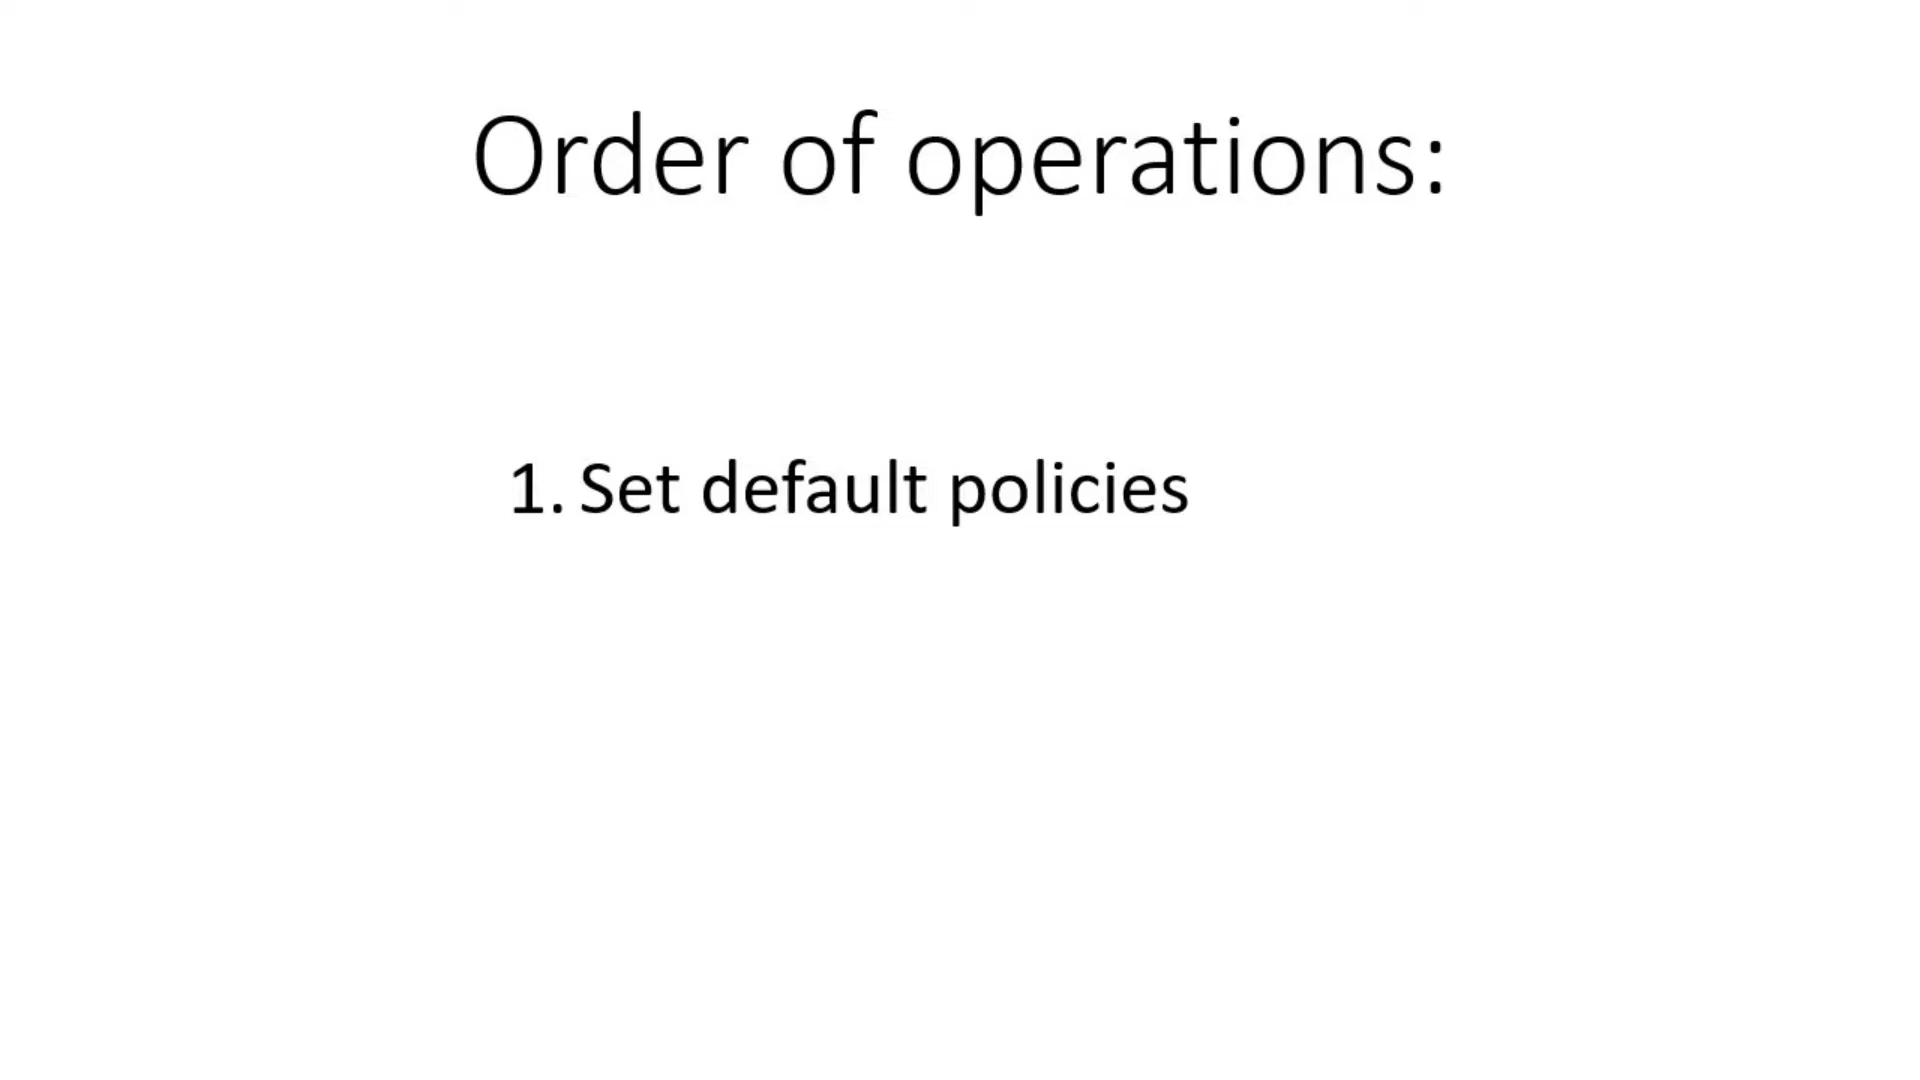 Order of operations:
1. Set default policies